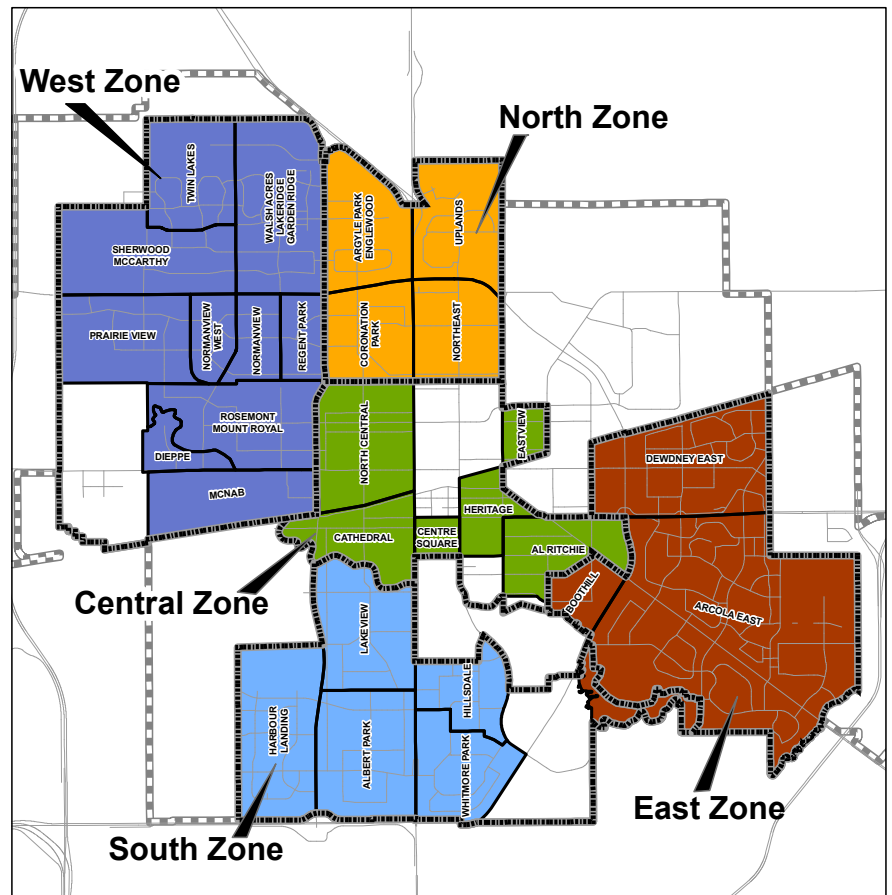 West Zone
North Zone
TWIN LAKES
WALSH ACRES
LAKERIDGE
GARDEN RIDGE
ARGYLE PARK
ENGLEWOOD
UPLANDS
SHERWOOD
MCCARTHY
PRAIRIE VIEW
NORMANVIEW
WEST
NORMANVIEW
REGENT PARK
CORONATION
PARK
NORTHEAST
ROSEMONT
MOUNT ROYAL
DIEPPE
MCNAB
NORTH CENTRAL
EASTVIEW
DEWDNEY EAST
HERITAGE
CATHEDRAL
CENTRE
SQUARE
AL RITCHIE
BOOTHILL
ARCOLA EAST
Central Zone
LAKEVIEW
HILLSDALE
HARBOUR
LANDING
ALBERT PARK
WHITMORE PARK
East Zone
South Zone